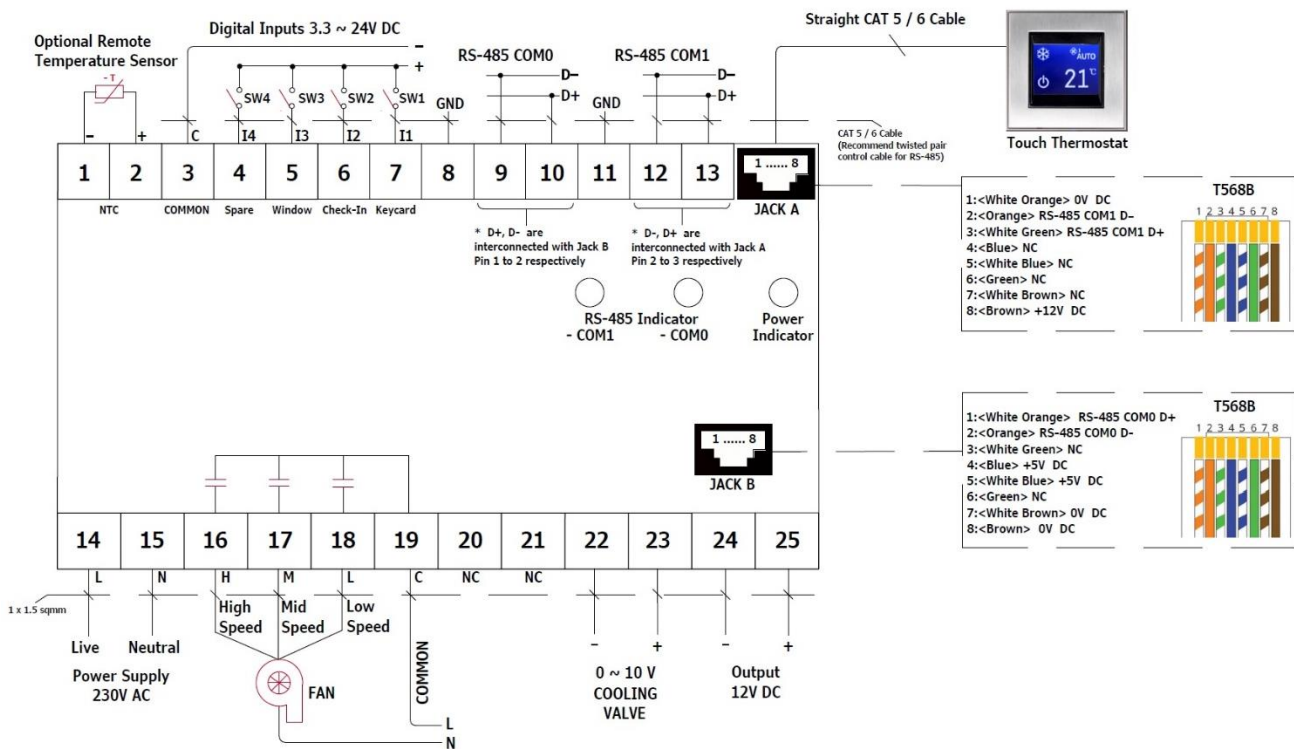 Digital Inputs 3.3 ~ 24V DC
Straight CAT 5 / 6 Cable
Optional Remote
Temperature Sensor
-T
−
+
SW4
SW3
SW2
SW1
RS-485 COM0
D−
D+
RS-485 COM1
D−
D+
GND
GND
AUTO
21℃
Touch Thermostat
CAT 5 / 6 Cable
(Recommend twisted pair
control cable for RS-485)
− + C I4 I3 I2 I1
1 2 3 4 5 6 7 8 9 10 11 12 13
1 ...... 8
JACK A
NTC COMMON Spare Window Check-In Keycard
* D+, D- are
interconnected with Jack B
Pin 1 to 2 respectively
* D-, D+ are
interconnected with Jack A
Pin 2 to 3 respectively
RS-485 Indicator
- COM1 - COM0
Power
Indicator
T568B
1 2 3 4 5 6 7 8
1:<White Orange> 0V DC
2:<Orange> RS-485 COM1 D−
3:<White Green> RS-485 COM1 D+
4:<Blue> NC
5:<White Blue> NC
6:<Green> NC
7:<White Brown> NC
8:<Brown> +12V DC
T568B
1 2 3 4 5 6 7 8
1:<White Orange> RS-485 COM0 D+
2:<Orange> RS-485 COM0 D-
3:<White Green> NC
4:<Blue> +5V DC
5:<White Blue> +5V DC
6:<Green> NC
7:<White Brown> 0V DC
8:<Brown> 0V DC
1 ...... 8
JACK B
14 15 16 17 18 19 20 21 22 23 24 25
L N H M L C NC NC
1 x 1.5 sqmm
High
Speed
Mid
Speed
Low
Speed
Live Neutral
Power Supply
230V AC
FAN
COMMON
L
N
− + − +
0 ~ 10 V
COOLING
VALVE
Output
12V DC